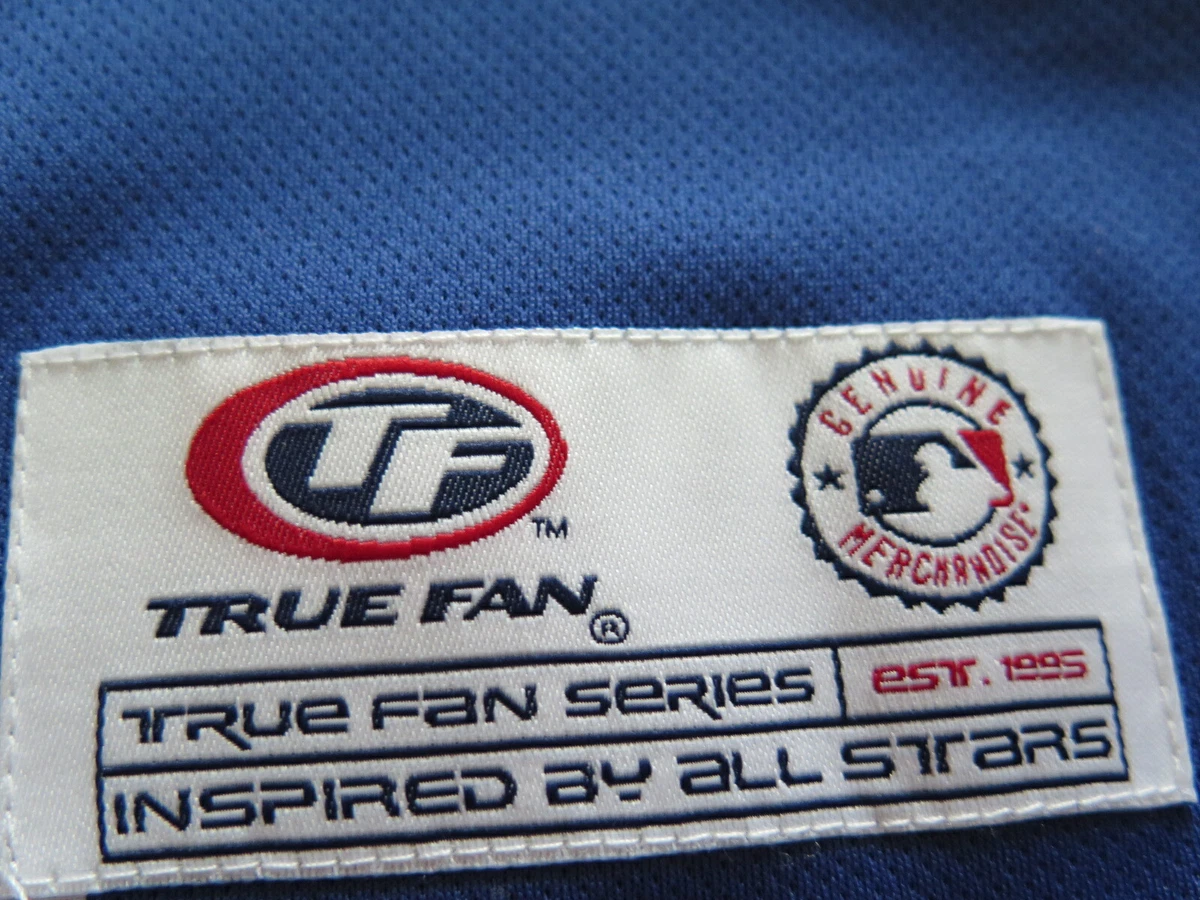 TF TM
TRUE FAN ®
GENUINE
MERCHANDISE
TRUE FAN SERIES
EST. 1995
INSPIRED BY ALL STARS